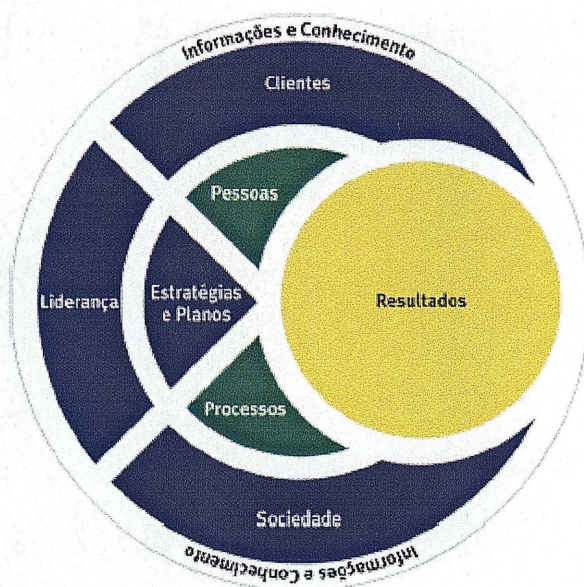 Informações e Conhecimento
Clientes
Pessoas
Liderança
Estratégias
e Planos
Resultados
Processos
Sociedade
Informações e Conhecimento